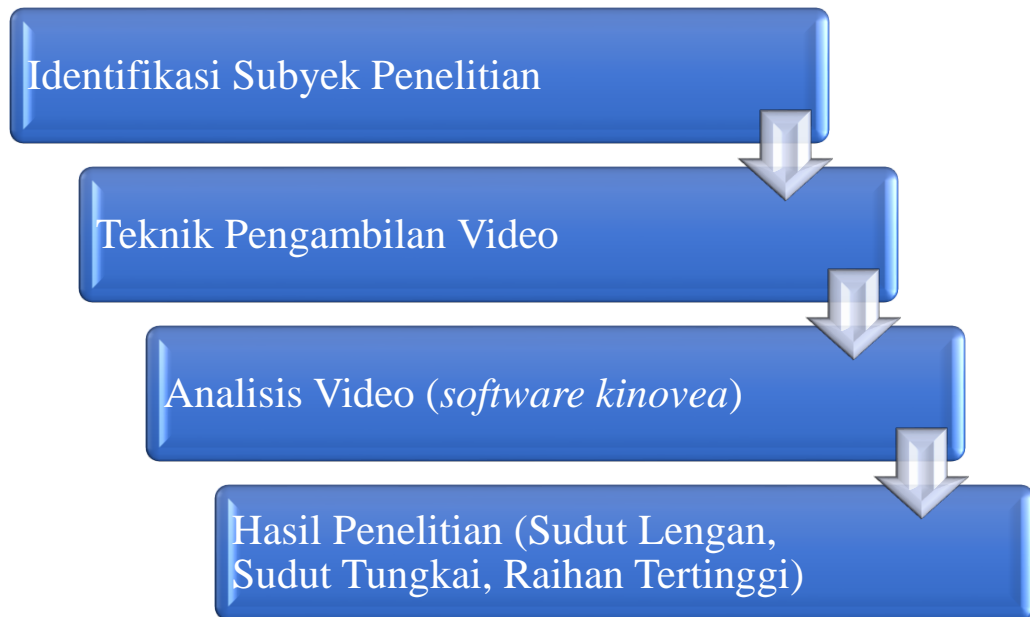 Identifikasi Subyek Penelitian
Teknik Pengambilan Video
Analisis Video (software kinovea)
Hasil Penelitian (Sudut Lengan,
Sudut Tungkai, Raihan Tertinggi)